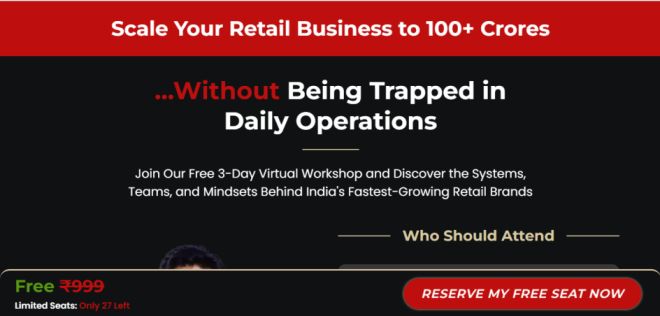 Scale Your Retail Business to 100+ Crores
...Without Being Trapped in
Daily Operations
Join Our Free 3-Day Virtual Workshop and Discover the Systems,
Teams, and Mindsets Behind India's Fastest-Growing Retail Brands
Who Should Attend
Free ₹999
Limited Seats: Only 27 Left
RESERVE MY FREE SEAT NOW